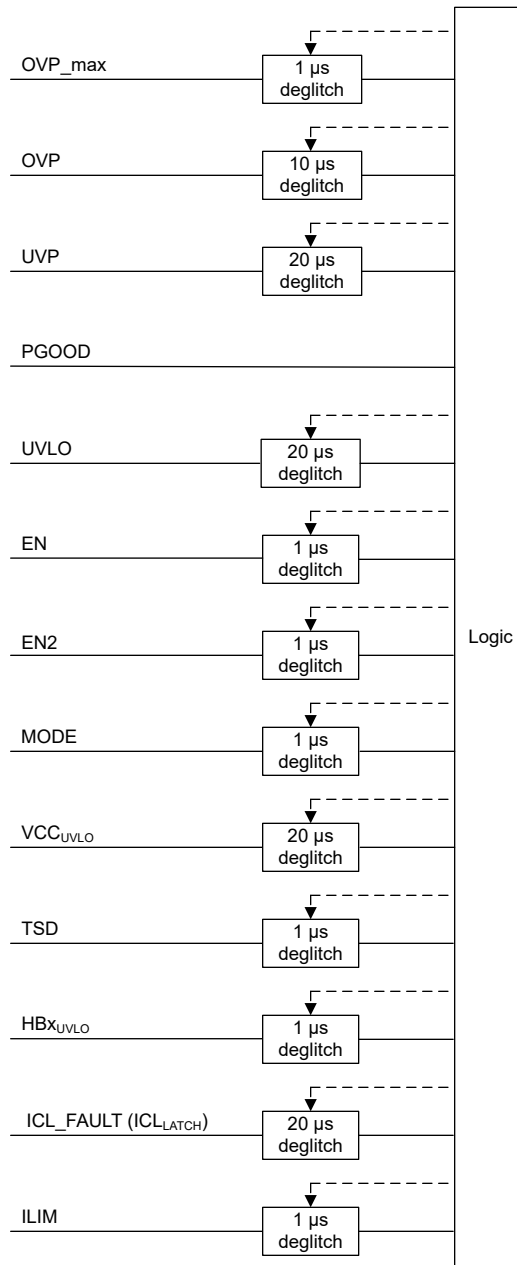 OVP_max
1 µs
deglitch
OVP
10 µs
deglitch
UVP
20 µs
deglitch
PGOOD
UVLO
20 µs
deglitch
EN
1 µs
deglitch
EN2
1 µs
deglitch
Logic
MODE
1 µs
deglitch
VCCUVLO
20 µs
deglitch
TSD
1 µs
deglitch
HBxUVLO
1 µs
deglitch
ICL_FAULT (ICLLATCH)
20 µs
deglitch
ILIM
1 µs
deglitch